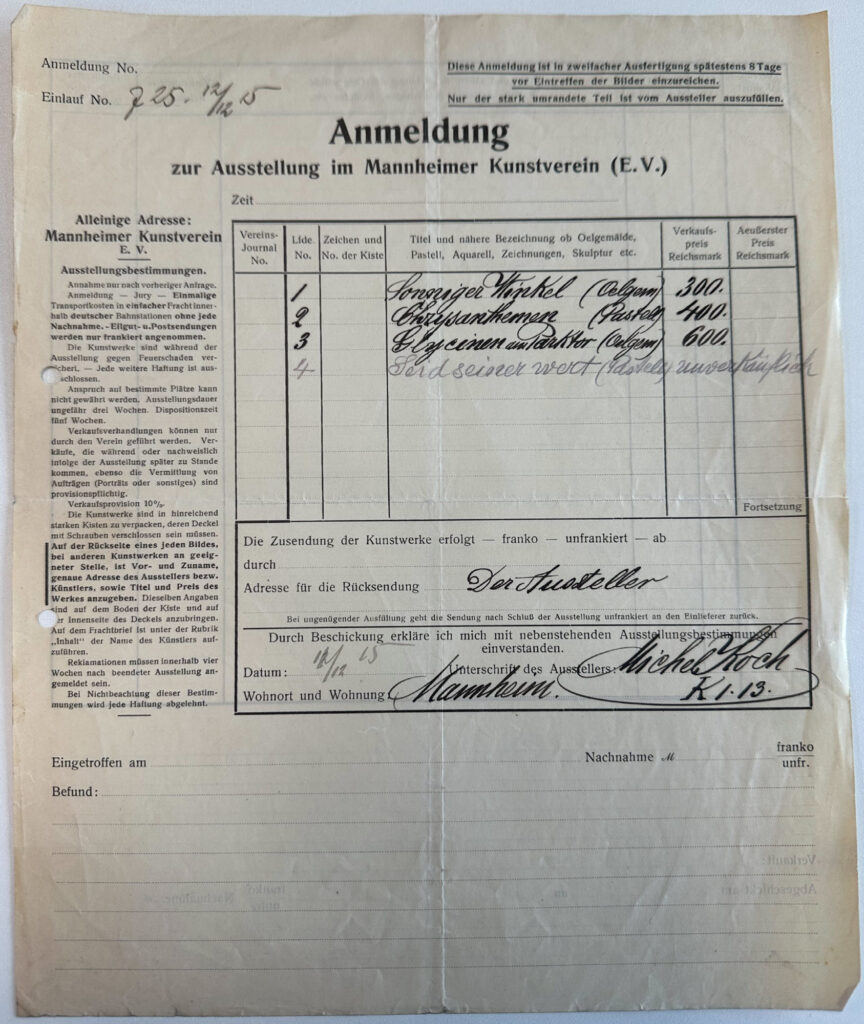 Anmeldung No.
Einlauf No. 725. 12/12 15
Diese Anmeldung ist in zweifacher Ausfertigung spätestens 8 Tage
vor Eintreffen der Bilder einzureichen.
Nur der stark umrandete Teil ist vom Aussteller auszufüllen.
Anmeldung
zur Ausstellung im Mannheimer Kunstverein (E.V.)
Zeit
Alleinige Adresse:
Mannheimer Kunstverein
E. V.
Ausstellungsbestimmungen.
Annahme nur nach vorheriger Anfrage.
Anmeldung — Jury — Einmalige
Transportkosten in einfacher Fracht inner-
halb deutscher Bahnstationen ohne jede
Nachnahme. - Eilgut- u. Postsendungen
werden nur frankiert angenommen.
Die Kunstwerke sind während der
Ausstellung gegen Feuerschaden ver-
sichert. — Jede weitere Haftung ist aus-
schlossen.
Anspruch auf bestimmte Plätze kann
nicht gewährt werden. Ausstellungsdauer
ungefähr drei Wochen. Dispositionszeit
fünf Wochen.
Verkaufsverhandlungen können nur
durch den Verein geführt werden. Ver-
käufe, die während oder nachweislich
infolge der Ausstellung später zu Stande
kommen, ebenso die Vermittlung von
Aufträgen (Porträts oder sonstiges) sind
provisionspflichtig.
Verkaufsprovision 10%.
Die Kunstwerke sind in hinreichend
starken Kisten zu verpacken, deren Deckel
mit Schrauben verschlossen sein müssen.
Auf der Rückseite eines jeden Bildes,
bei anderen Kunstwerken an geeig-
neter Stelle, ist Vor- und Zuname,
genaue Adresse des Ausstellers bezw.
Künstlers, sowie Titel und Preis des
Werkes anzugeben. Dieselben Angaben
sind auf dem Boden der Kiste und auf
der Innenseite des Deckels anzubringen.
Auf dem Frachtbrief ist unter der Rubrik
„Inhalt" der Name des Künstlers auf-
zuführen.
Reklamationen müssen innerhalb vier
Wochen nach beendeter Ausstellung an-
gemeldet sein.
Bei Nichtbeachtung dieser Bestim-
mungen wird jede Haftung abgelehnt.
Vereins-Journal No.
Lfde. No.
Zeichen und No. der Kiste
Titel und nähere Bezeichnung ob Oelgemälde,
Pastell, Aquarell, Zeichnungen, Skulptur etc.
Verkaufs-preis Reichsmark
Aeußerster Preis Reichsmark
1 Sonniger Winkel (Oelgem) 300.
2 Chrysanthemen (Pastell) 400.
3 Glycinen am Parktor (Oelgem) 600.
4 (Pastell) unverkäuflich
Fortsetzung
Die Zusendung der Kunstwerke erfolgt — franko — unfrankiert — ab
durch
Adresse für die Rücksendung Der Aussteller
Bei ungenügender Ausfüllung geht die Sendung nach Schluß der Ausstellung unfrankiert an den Einlieferer zurück.
Durch Beschickung erkläre ich mich mit nebenstehenden Ausstellungsbestimmungen
einverstanden.
Datum: 12/12 15 Unterschrift des Ausstellers: Michel Koch
Wohnort und Wohnung: Mannheim. K 1. 13.
Eingetroffen am
Nachnahme M
franko
unfr.
Befund:
Verkauft:
Abgeschickt am
am
Nachnahme
franko
unfr.